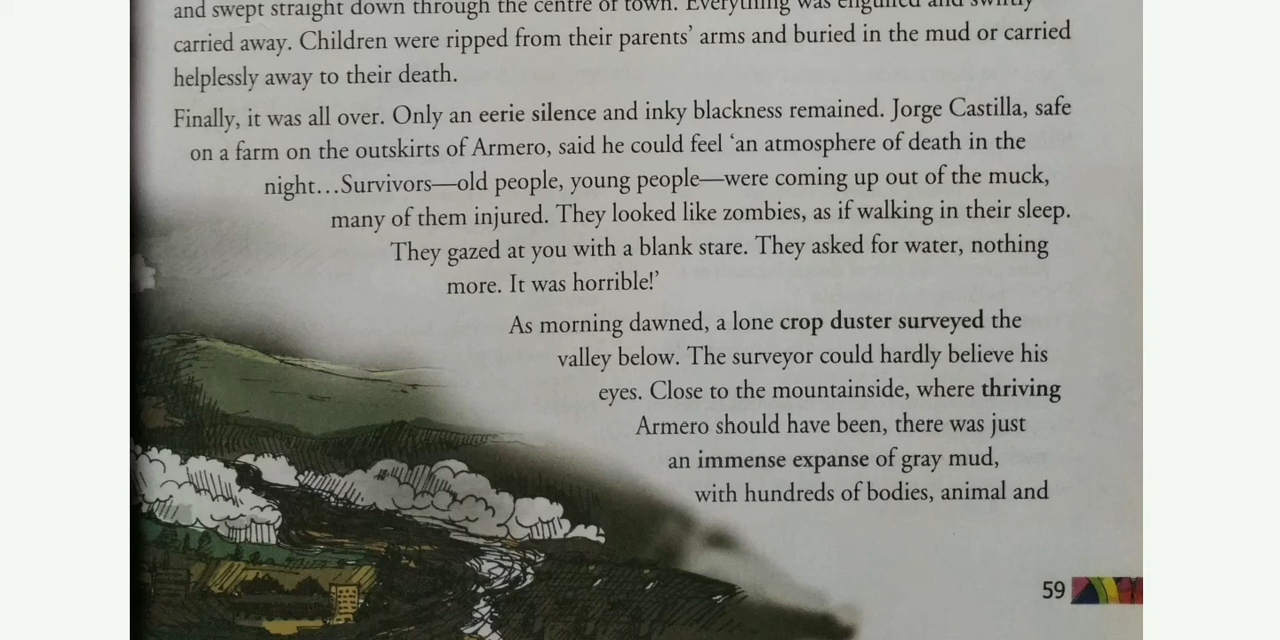 and swept straight down through the centre of town. Everything was engulfed and swiftly
carried away. Children were ripped from their parents’ arms and buried in the mud or carried
helplessly away to their death.
Finally, it was all over. Only an eerie silence and inky blackness remained. Jorge Castilla, safe
on a farm on the outskirts of Armero, said he could feel ‘an atmosphere of death in the
night…Survivors—old people, young people—were coming up out of the muck,
many of them injured. They looked like zombies, as if walking in their sleep.
They gazed at you with a blank stare. They asked for water, nothing
more. It was horrible!’
As morning dawned, a lone crop duster surveyed the
valley below. The surveyor could hardly believe his
eyes. Close to the mountainside, where thriving
Armero should have been, there was just
an immense expanse of gray mud,
with hundreds of bodies, animal and
59